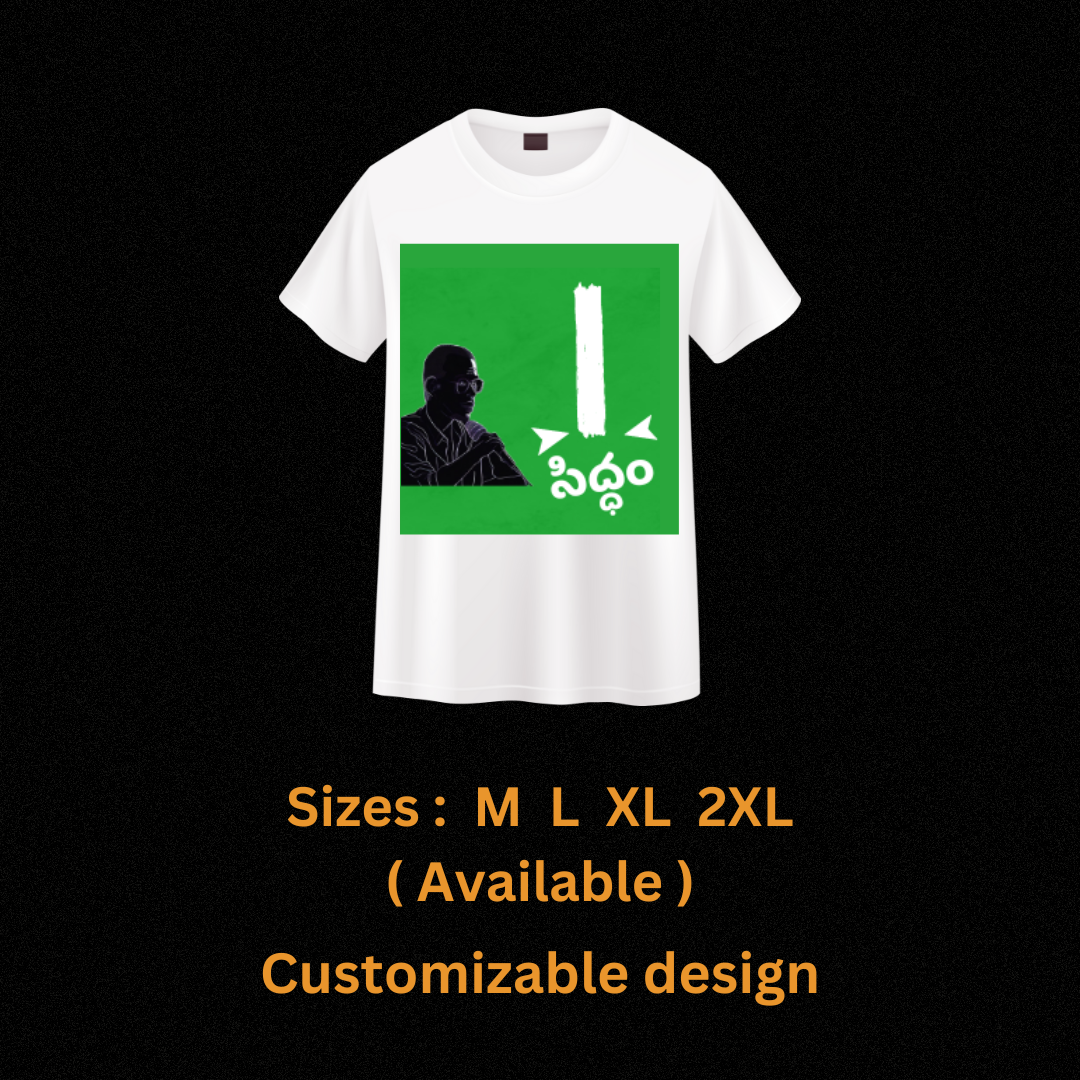 సిద్ధం
Sizes : M L XL 2XL
( Available )
Customizable design